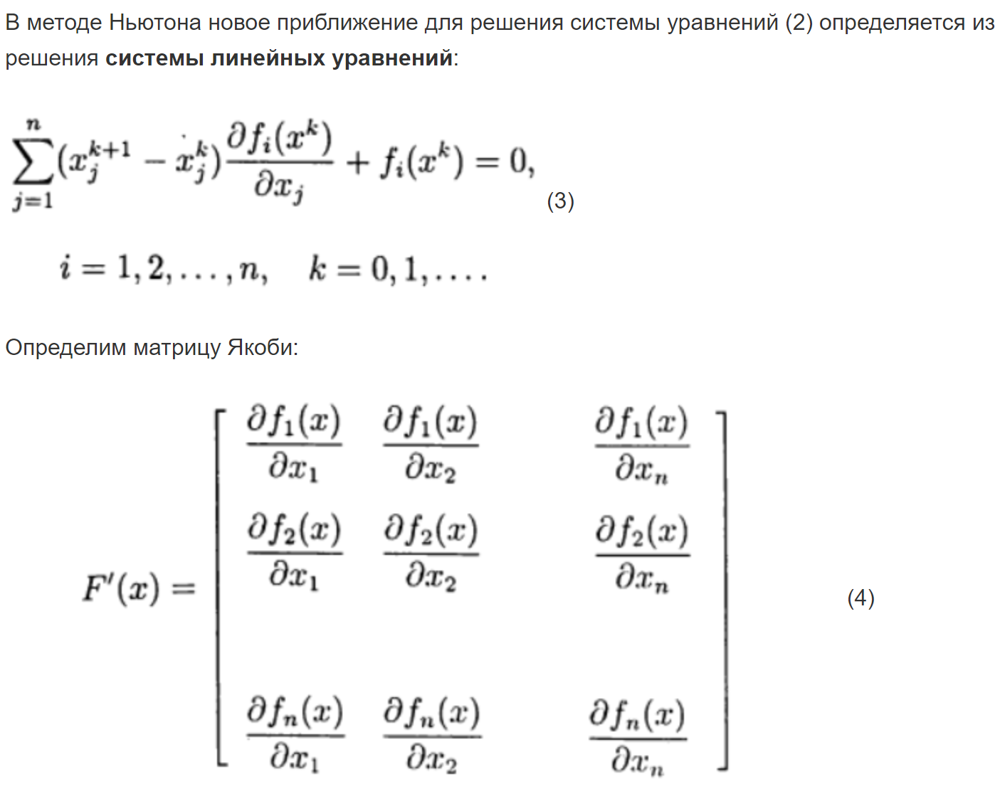 В методе Ньютона новое приближение для решения системы уравнений (2) определяется из
решения системы линейных уравнений:
\sum_{j=1}^{n} (x_j^{k+1} - x_j^k) \frac{\partial f_i(x^k)}{\partial x_j} + f_i(x^k) = 0, (3)
i = 1, 2, \ldots, n, \quad k = 0, 1, \ldots.
Определим матрицу Якоби:
F'(x) = \begin{bmatrix} \frac{\partial f_1(x)}{\partial x_1} & \frac{\partial f_1(x)}{\partial x_2} & \frac{\partial f_1(x)}{\partial x_n} \\ \frac{\partial f_2(x)}{\partial x_1} & \frac{\partial f_2(x)}{\partial x_2} & \frac{\partial f_2(x)}{\partial x_n} \\ \frac{\partial f_n(x)}{\partial x_1} & \frac{\partial f_n(x)}{\partial x_2} & \frac{\partial f_n(x)}{\partial x_n} \end{bmatrix} (4)